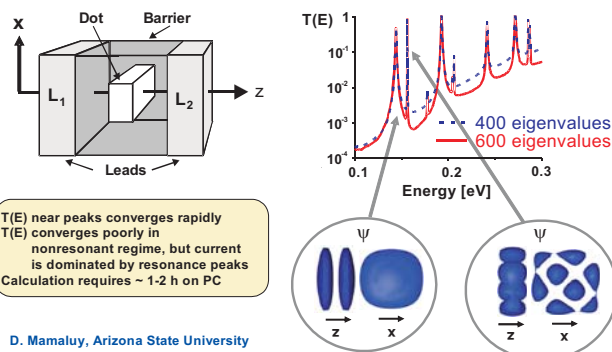 Dot Barrier
x
L1 L2 z
Leads
T(E)
1
10-1
10-2
10-3
10-4
0.1 0.2 0.3
Energy [eV]
400 eigenvalues
600 eigenvalues
T(E) near peaks converges rapidly
T(E) converges poorly in
nonresonant regime, but current
is dominated by resonance peaks
Calculation requires ~ 1-2 h on PC
ψ
z x
ψ
z x
D. Mamaluy, Arizona State University